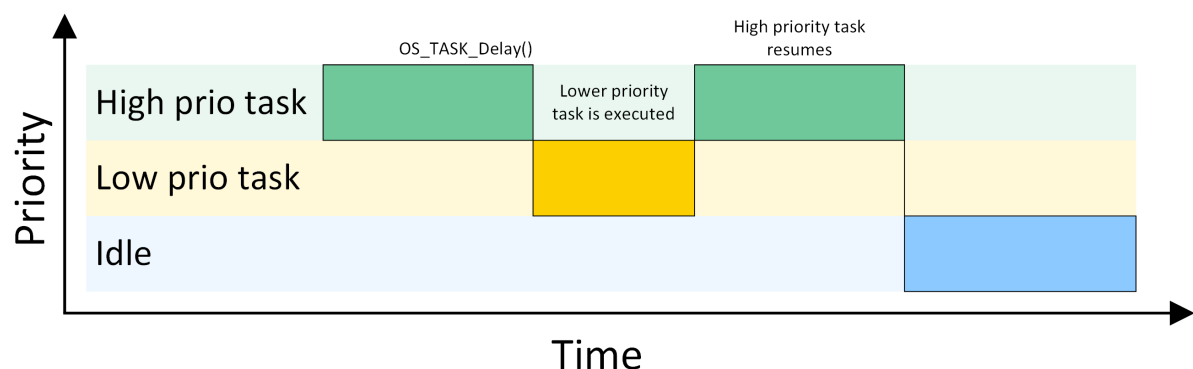 High priority task
resumes
OS_TASK_Delay()
High prio task
Lower priority
task is executed
Low prio task
Idle
Priority
Time